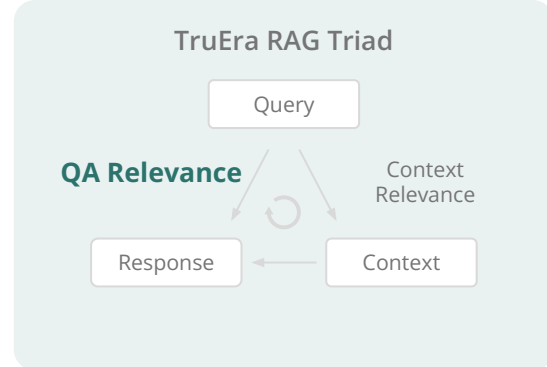 TruEra RAG Triad
Query
QA Relevance
Context
Relevance
Response
Context